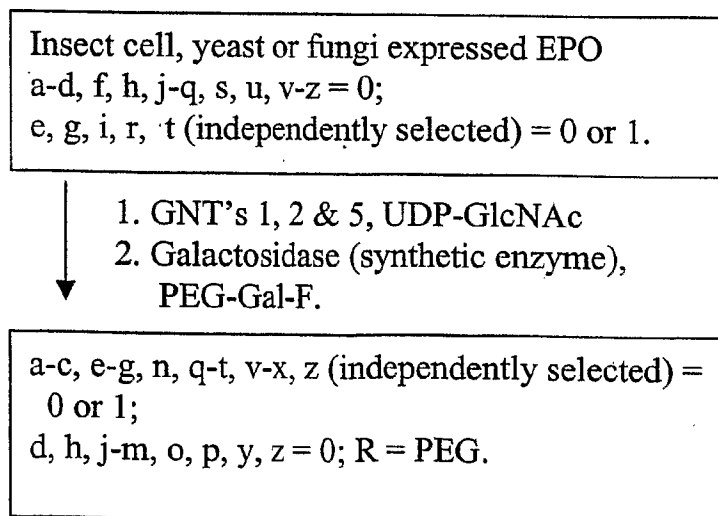 Insect cell, yeast or fungi expressed EPO
a-d, f, h, j-q, s, u, v-z = 0;
e, g, i, r, t (independently selected) = 0 or 1.
1. GNT's 1, 2 & 5, UDP-GlcNAc
2. Galactosidase (synthetic enzyme),
PEG-Gal-F.
a-c, e-g, n, q-t, v-x, z (independently selected) =
0 or 1;
d, h, j-m, o, p, y, z = 0; R = PEG.